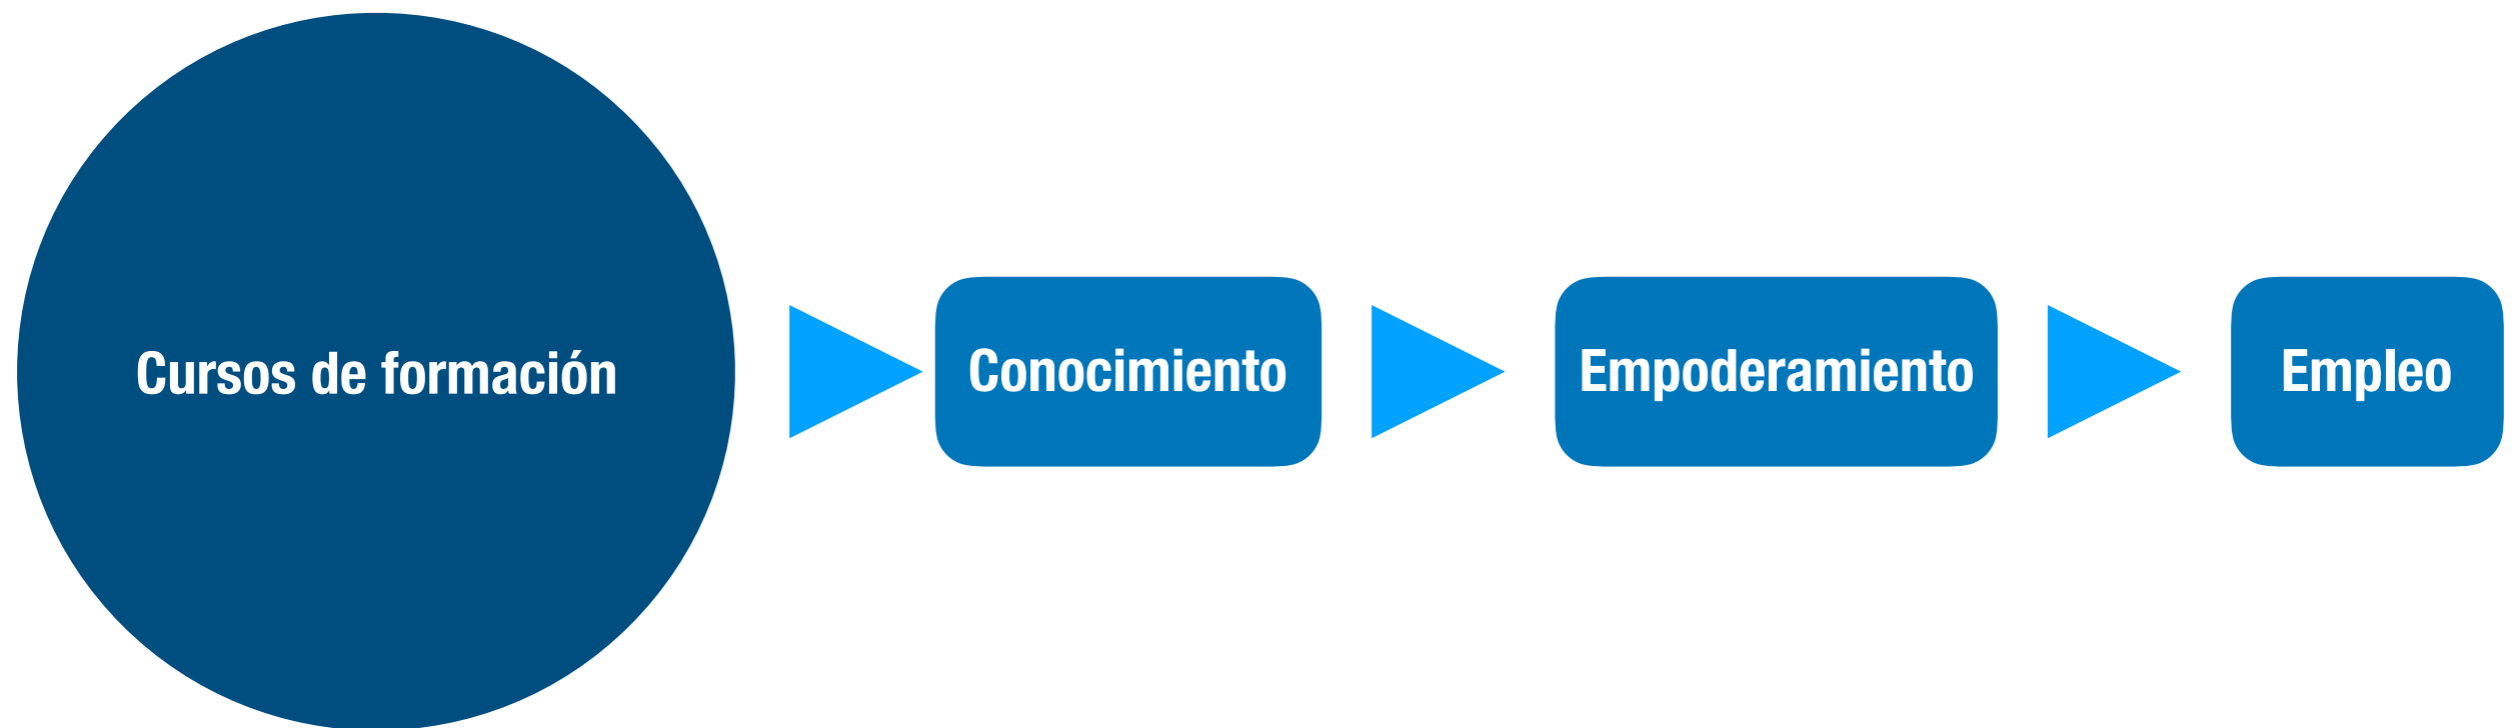 Cursos de formación
Conocimiento
Empoderamiento
Empleo